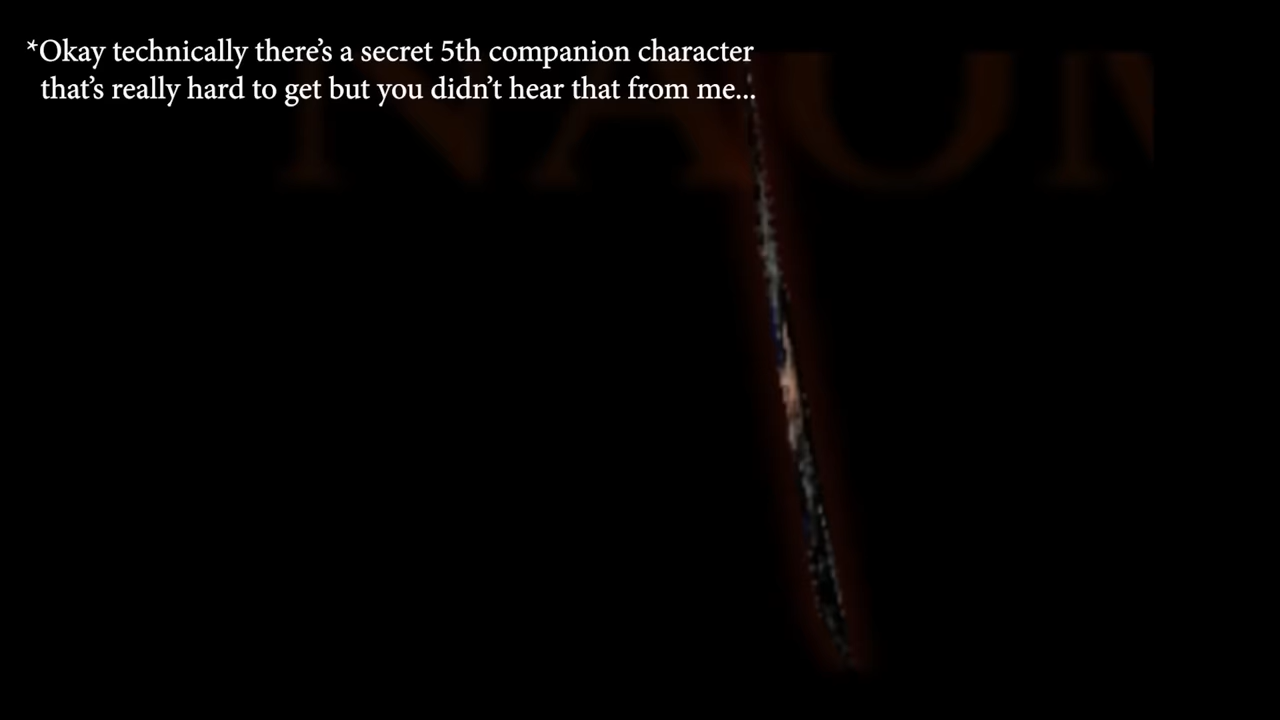 *Okay technically there's a secret 5th companion character
that's really hard to get but you didn't hear that from me...